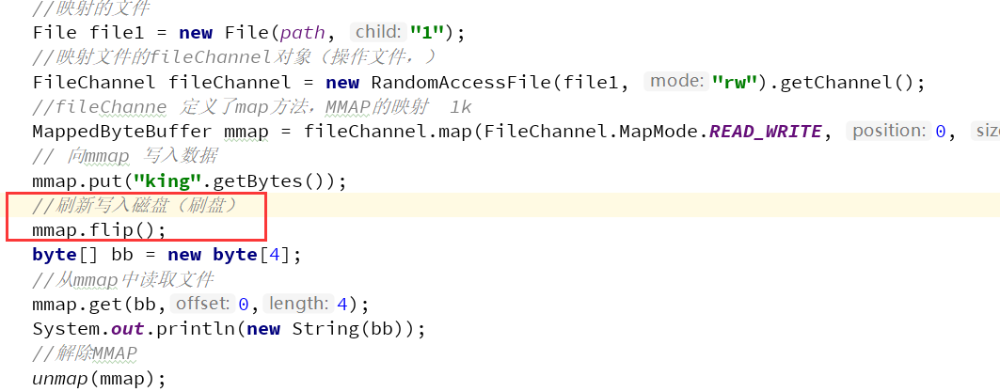 //映射的文件
File file1 = new File(path, child: "1");
//映射文件的fileChannel对象（操作文件，）
FileChannel fileChannel = new RandomAccessFile(file1, mode: "rw").getChannel();
//fileChanne 定义了map方法，MMAP的映射  1k
MappedByteBuffer mmap = fileChannel.map(FileChannel.MapMode.READ_WRITE, position: 0, siz
// 向mmap 写入数据
mmap.put("king".getBytes());
//刷新写入磁盘（刷盘）
mmap.flip();
byte[] bb = new byte[4];
//从mmap中读取文件
mmap.get(bb, offset: 0, length: 4);
System.out.println(new String(bb));
//解除MMAP
unmap(mmap);